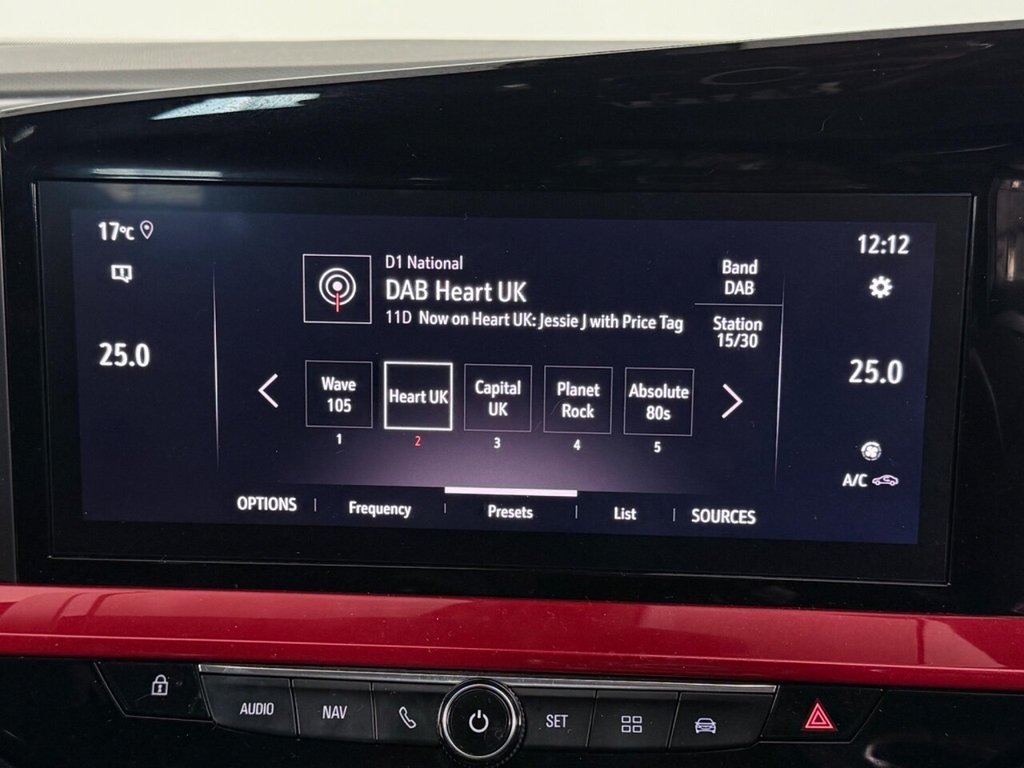 17°C
12:12
25.0
D1 National
DAB Heart UK
11D Now on Heart UK: Jessie J with Price Tag
Band
DAB
Station
15/30
25.0
Wave
105
1
Heart UK
2
Capital
UK
3
Planet
Rock
4
Absolute
80s
5
A/C
OPTIONS
Frequency
Presets
List
SOURCES
AUDIO
NAV
SET